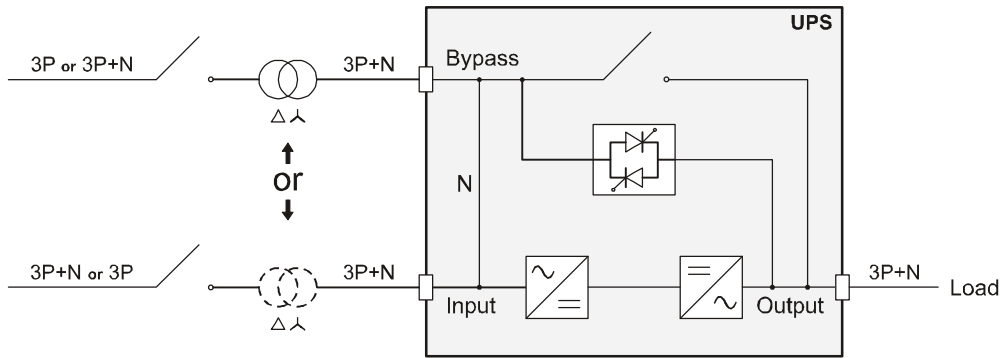 UPS
3P or 3P+N
3P+N
Bypass
or
N
3P+N or 3P
3P+N
Input
Output
3P+N
Load